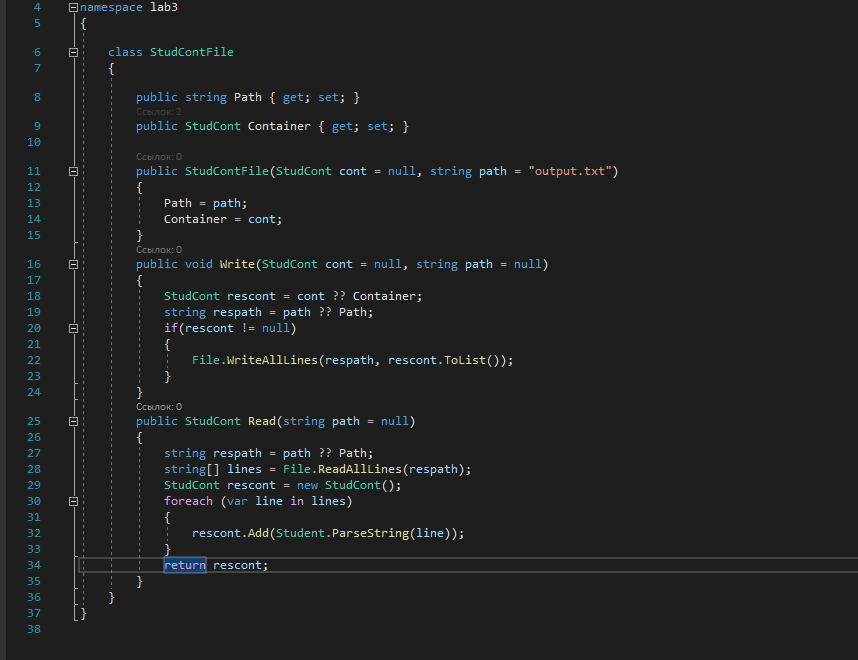 4 namespace lab3
5 {
6 class StudContFile
7 {
8 public string Path { get; set; }
Ссылок: 2
9 public StudCont Container { get; set; }
10
Ссылок: 0
11 public StudContFile(StudCont cont = null, string path = "output.txt")
12 {
13 Path = path;
14 Container = cont;
15 }
Ссылок: 0
16 public void Write(StudCont cont = null, string path = null)
17 {
18 StudCont rescont = cont ?? Container;
19 string respath = path ?? Path;
20 if(rescont != null)
21 {
22 File.WriteAllLines(respath, rescont.ToList());
23 }
24 }
Ссылок: 0
25 public StudCont Read(string path = null)
26 {
27 string respath = path ?? Path;
28 string[] lines = File.ReadAllLines(respath);
29 StudCont rescont = new StudCont();
30 foreach (var line in lines)
31 {
32 rescont.Add(Student.ParseString(line));
33 }
34 return rescont;
35 }
36 }
37 }
38